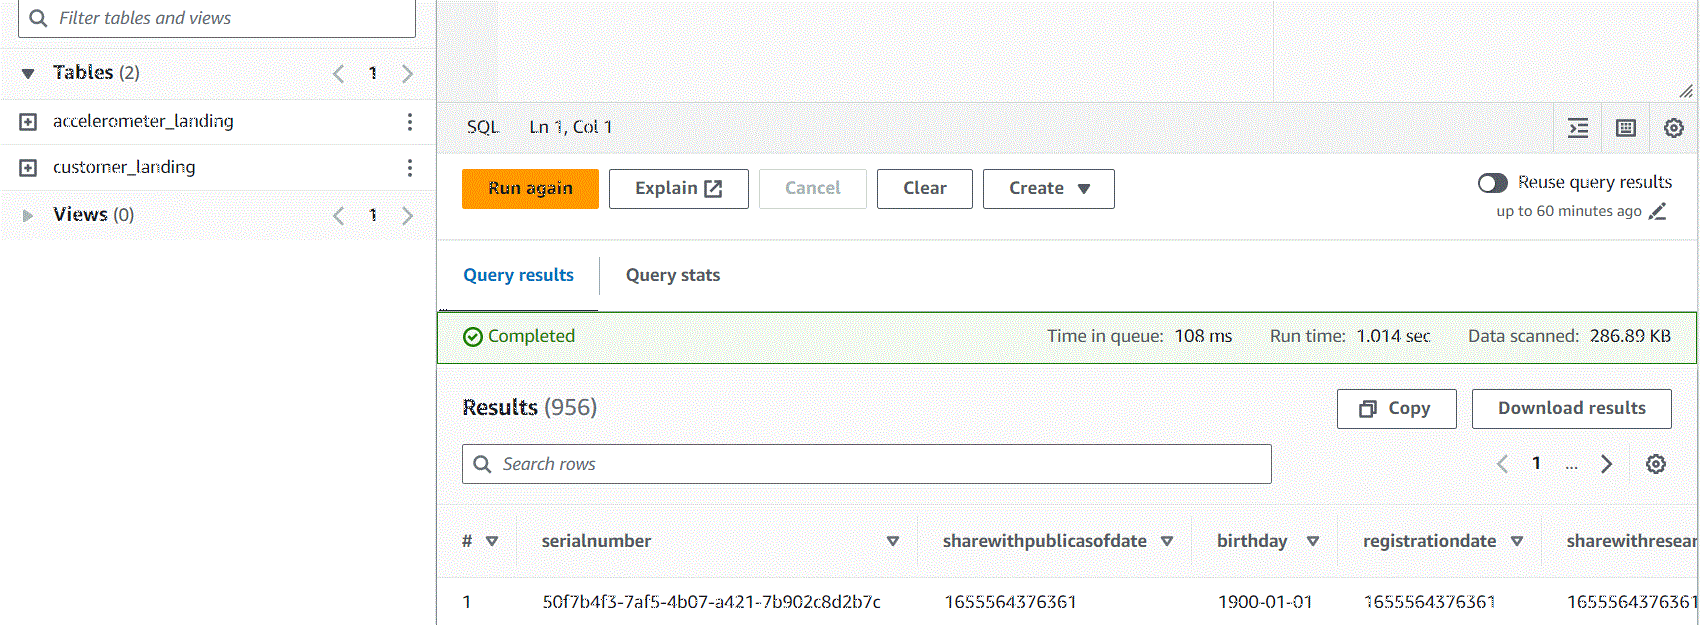 Filter tables and views
Tables (2) 1
accelerometer_landing
customer_landing
Views (0) 1
SQL Ln 1, Col 1
Run again Explain Cancel Clear Create Reuse query results
up to 60 minutes ago
Query results Query stats
Completed Time in queue: 108 ms Run time: 1.014 sec Data scanned: 286.89 KB
Results (956) Copy Download results
Search rows 1 ...
# serialnumber sharewithpublicasofdate birthday registrationdate sharewithresear
1 50f7b4f3-7af5-4b07-a421-7b902c8d2b7c 1655564376361 1900-01-01 1655564376361 1655564376361